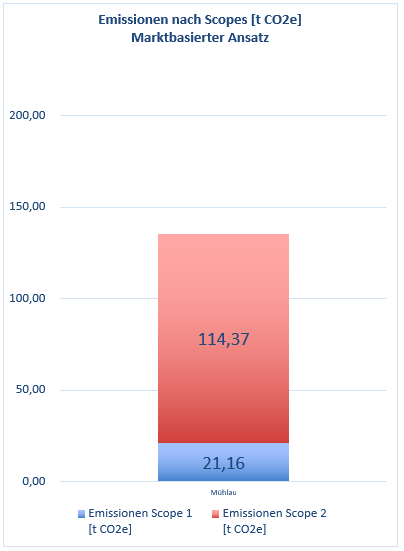 Emissionen nach Scopes [t CO2e]
Marktbasierter Ansatz
200,00
150,00
100,00
50,00
0,00
114,37
21,16
Mühlau
Emissionen Scope 1
[t CO2e]
Emissionen Scope 2
[t CO2e]